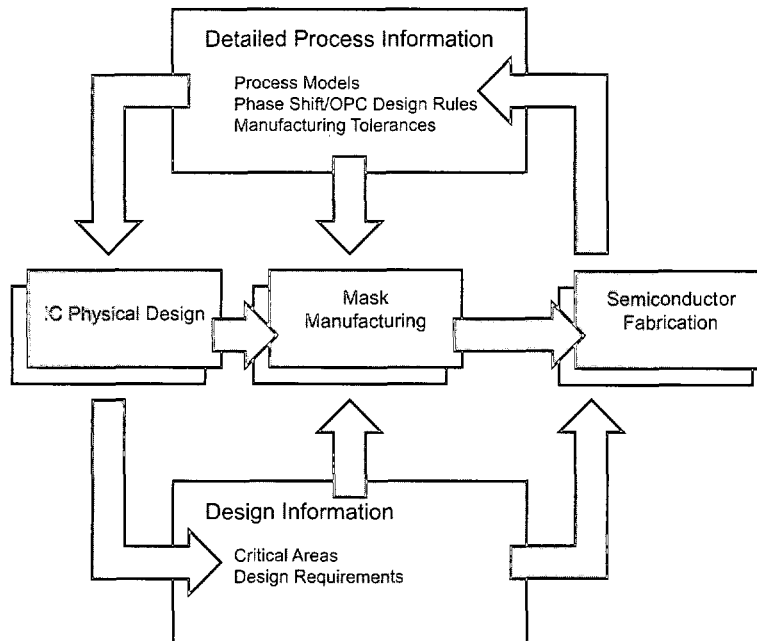 Detailed Process Information
Process Models
Phase Shift/OPC Design Rules
Manufacturing Tolerances
IC Physical Design
Mask
Manufacturing
Semiconductor
Fabrication
Design Information
Critical Areas
Design Requirements